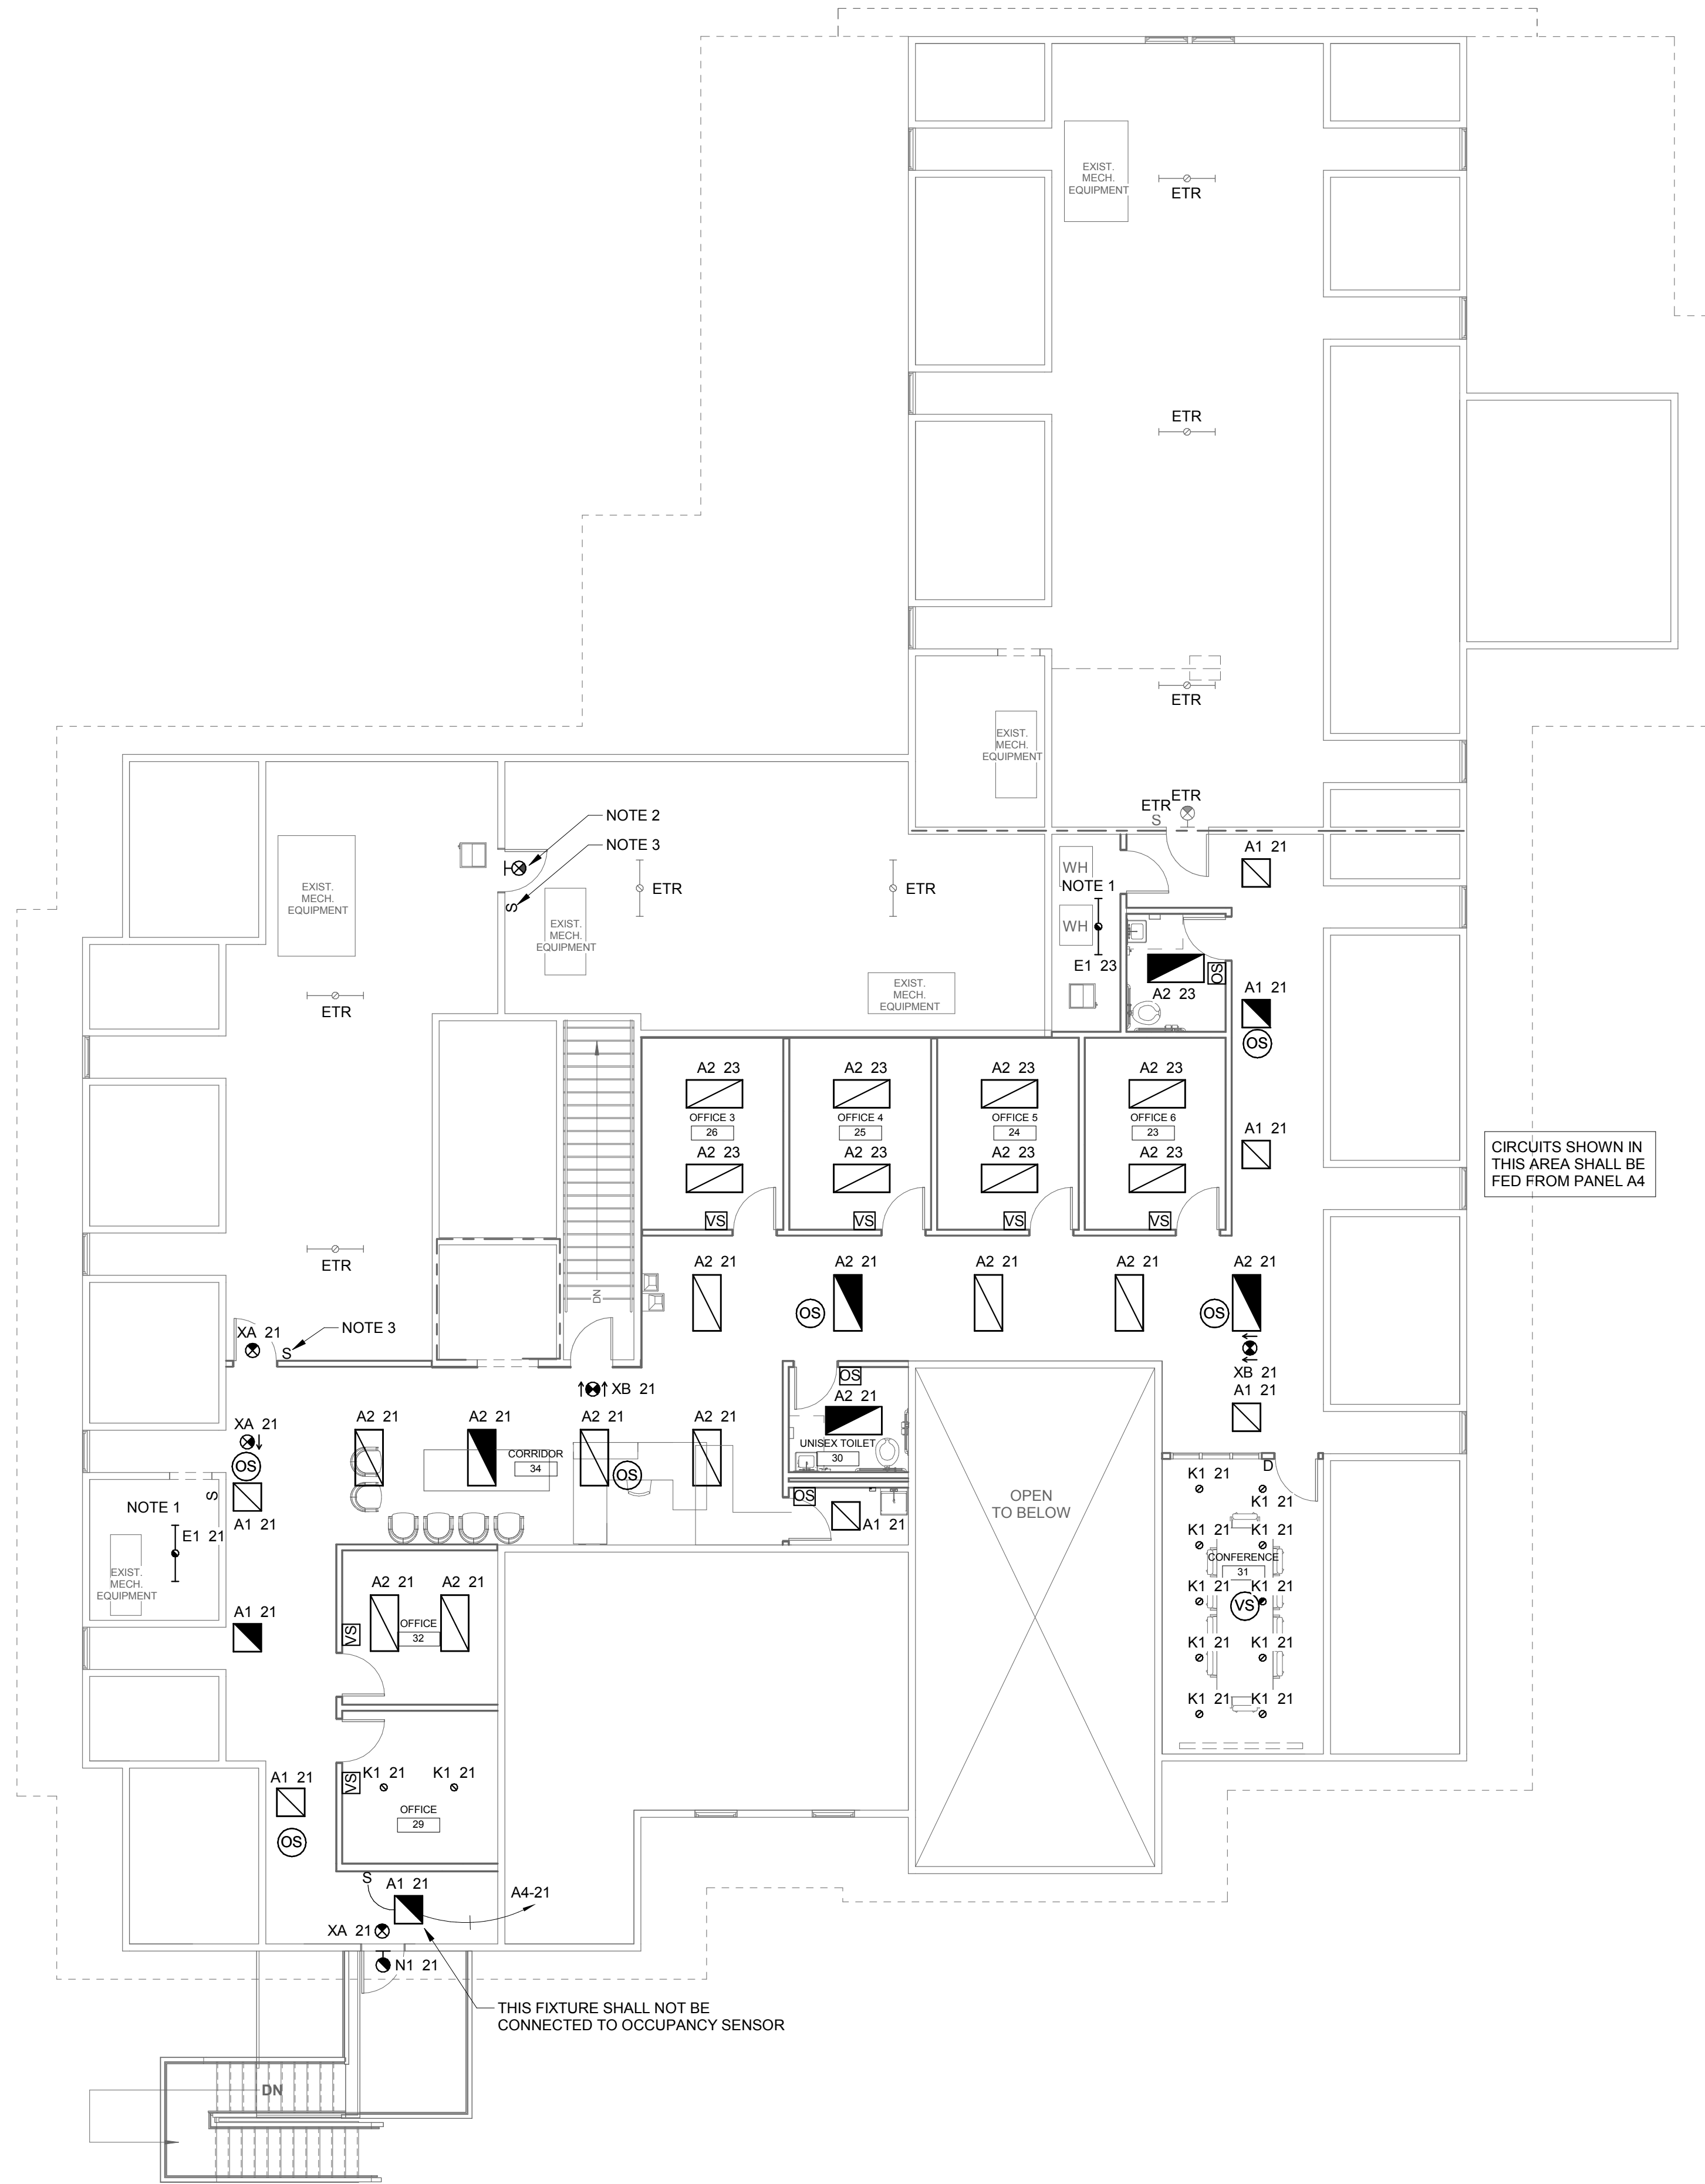 EXIST.
MECH.
EQUIPMENT
ETR
ETR
ETR
EXIST.
MECH.
EQUIPMENT
ETR
ETR
S
NOTE 2
NOTE 3
S
EXIST.
MECH.
EQUIPMENT
EXIST.
MECH.
EQUIPMENT
ETR
ETR
EXIST.
MECH.
EQUIPMENT
WH
NOTE 1
WH
E1 23
A2 23
OS
A1 21
A1 21
OS
A1 21
ETR
ETR
CIRCUITS SHOWN IN
THIS AREA SHALL BE
FED FROM PANEL A4
A2 23
OFFICE 3
26
A2 23
VS
A2 23
OFFICE 4
25
A2 23
VS
A2 23
OFFICE 5
24
A2 23
VS
A2 23
OFFICE 6
23
A2 23
VS
DN
A2 21
A2 21
OS
A2 21
A2 21
A2 21
OS
XB 21
A1 21
XA 21
S
NOTE 3
XB 21
XA 21
OS
A1 21
S
A2 21
A2 21
CORRIDOR
34
A2 21
OS
A2 21
OS
A2 21
UNISEX TOILET
30
OS
A1 21
OPEN
TO BELOW
NOTE 1
E1 21
EXIST.
MECH.
EQUIPMENT
A1 21
A2 21
A2 21
OFFICE
32
VS
D
K1 21
K1 21
K1 21
K1 21
CONFERENCE
31
K1 21
K1 21
VS
K1 21
K1 21
K1 21
K1 21
VS
K1 21
K1 21
OFFICE
29
A1 21
OS
S
A1 21
A4-21
XA 21
N1 21
THIS FIXTURE SHALL NOT BE
CONNECTED TO OCCUPANCY SENSOR
DN